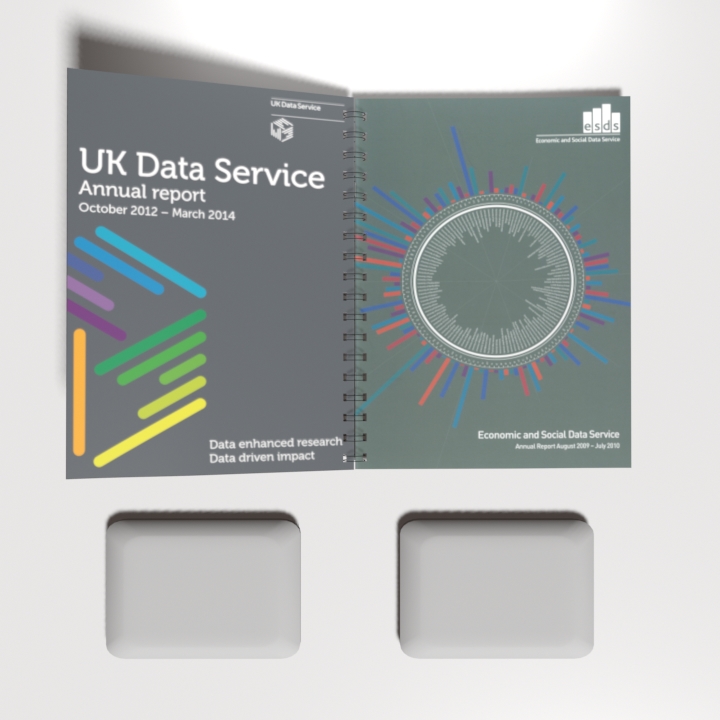 UK Data Service
UK Data Service
Annual report
October 2012 – March 2014
Data enhanced research
Data driven impact
esds
Economic and Social Data Service
Economic and Social Data Service
Annual Report August 2009 – July 2010